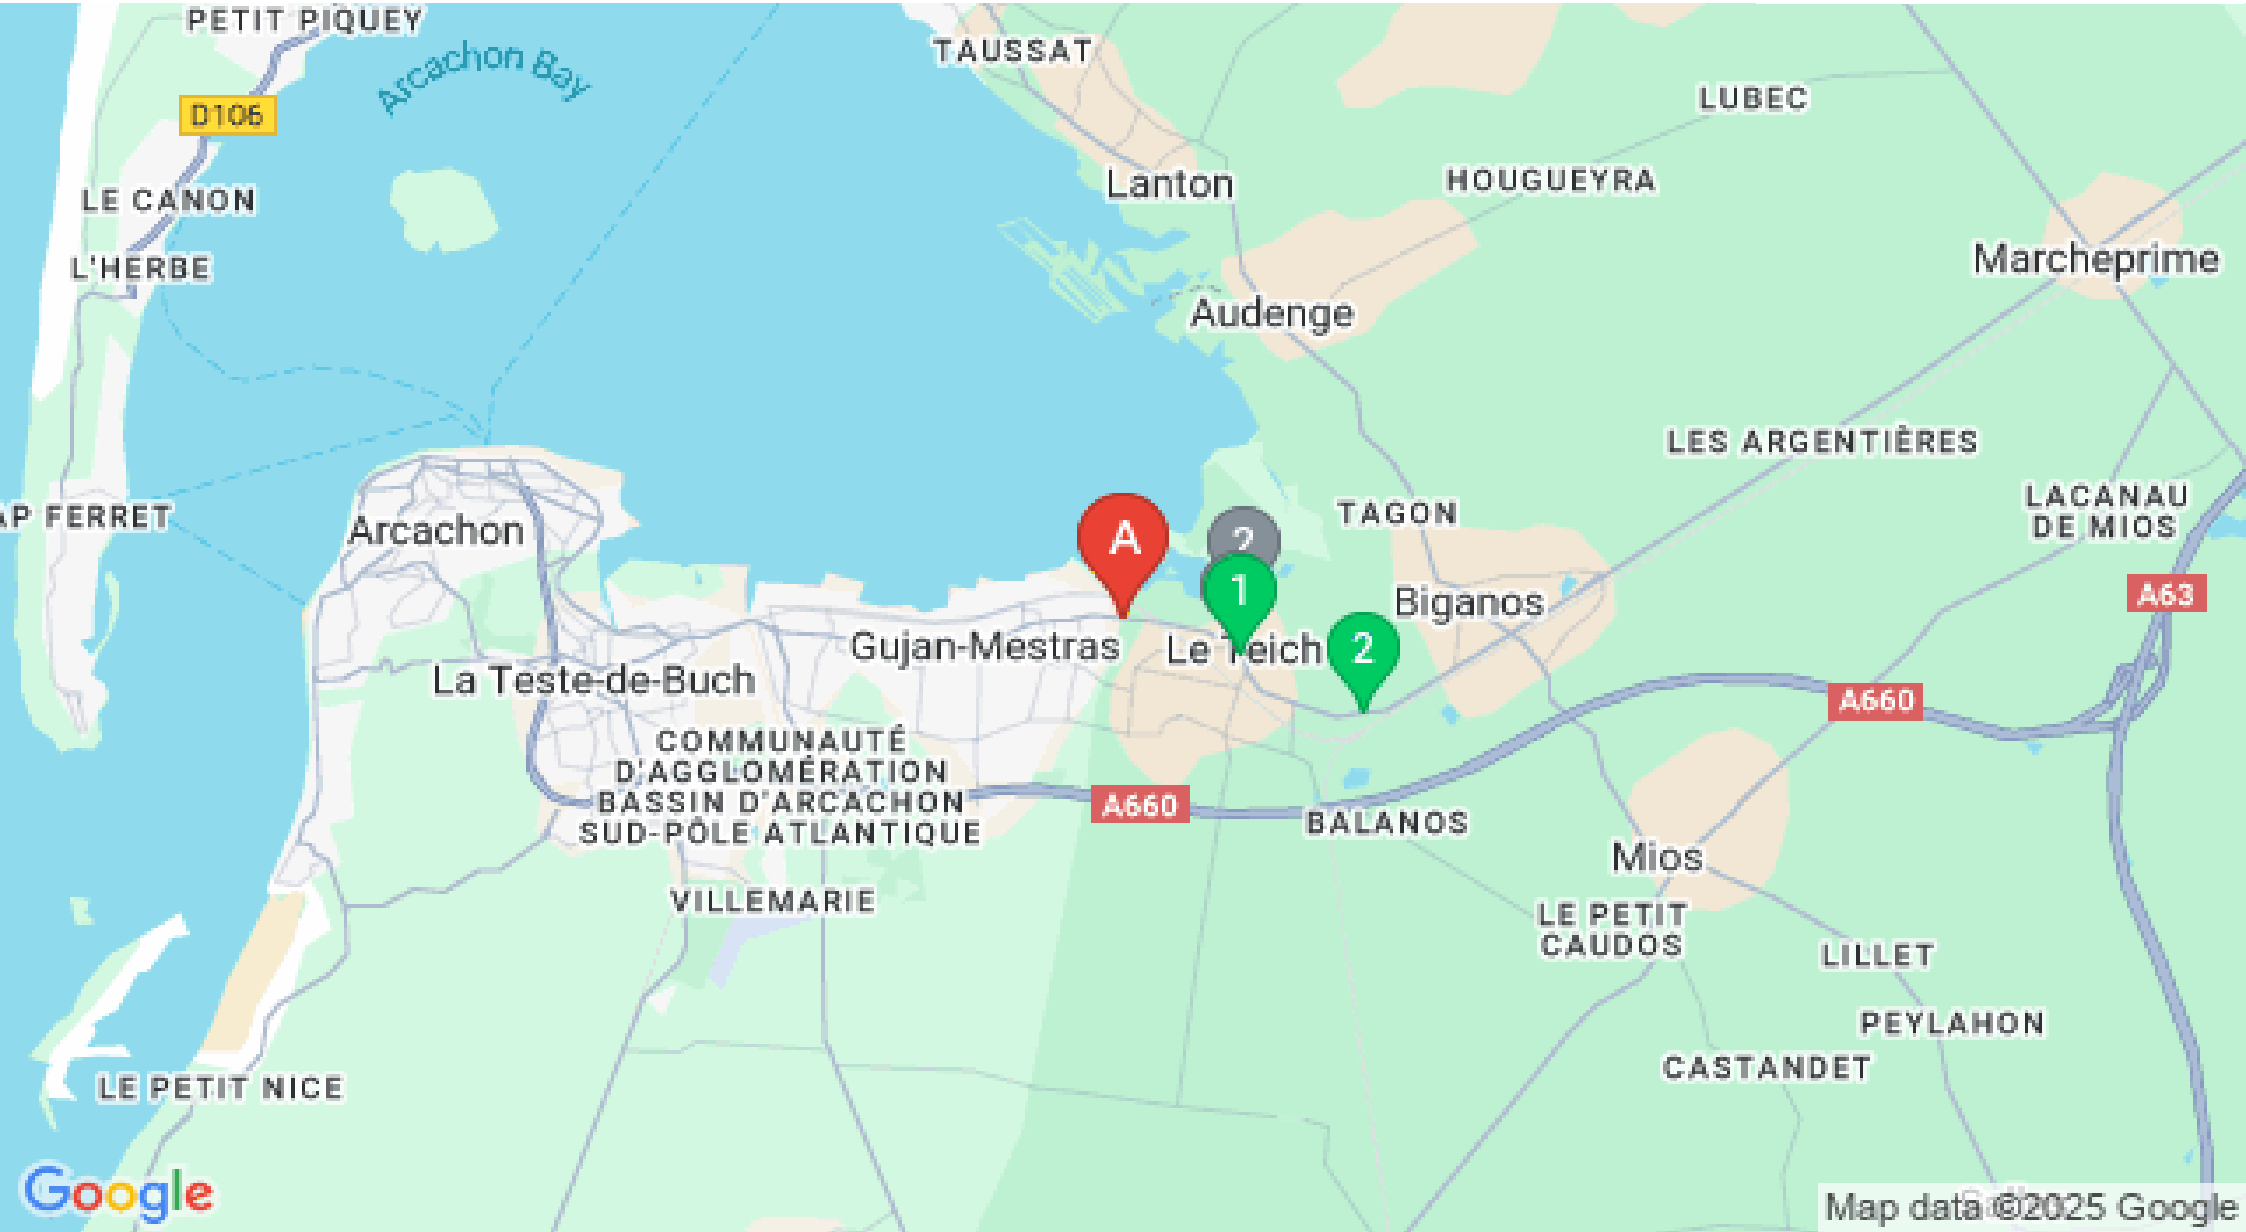 PETIT PIQUEY
Arcachon Bay
TAUSSAT
D106
LUBEC
Lanton
HOUGUEYRA
LE CANON
L'HERBE
Marcheprime
Audenge
LES ARGENTIÈRES
AP FERRET
Arcachon
TAGON
LACANAU
DE MIOS
A
2
1
Biganos
A63
Gujan-Mestras
Le Teich
2
La Teste-de-Buch
A660
COMMUNAUTÉ
D'AGGLOMÉRATION
BASSIN D'ARCACHON
SUD-PÔLE ATLANTIQUE
A660
BALANOS
Mios
VILLEMARIE
LE PETIT
CAUDOS
LILLET
PEYLAHON
CASTANDET
LE PETIT NICE
Google
Map data ©2025 Google